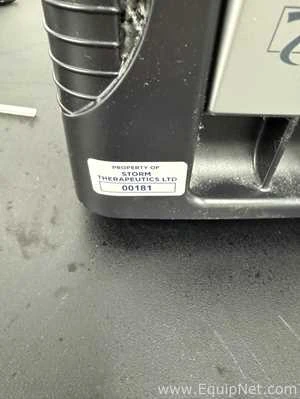 PROPERTY OF
STORM
THERAPEUTICS LTD
00181
www.EquipNet.com